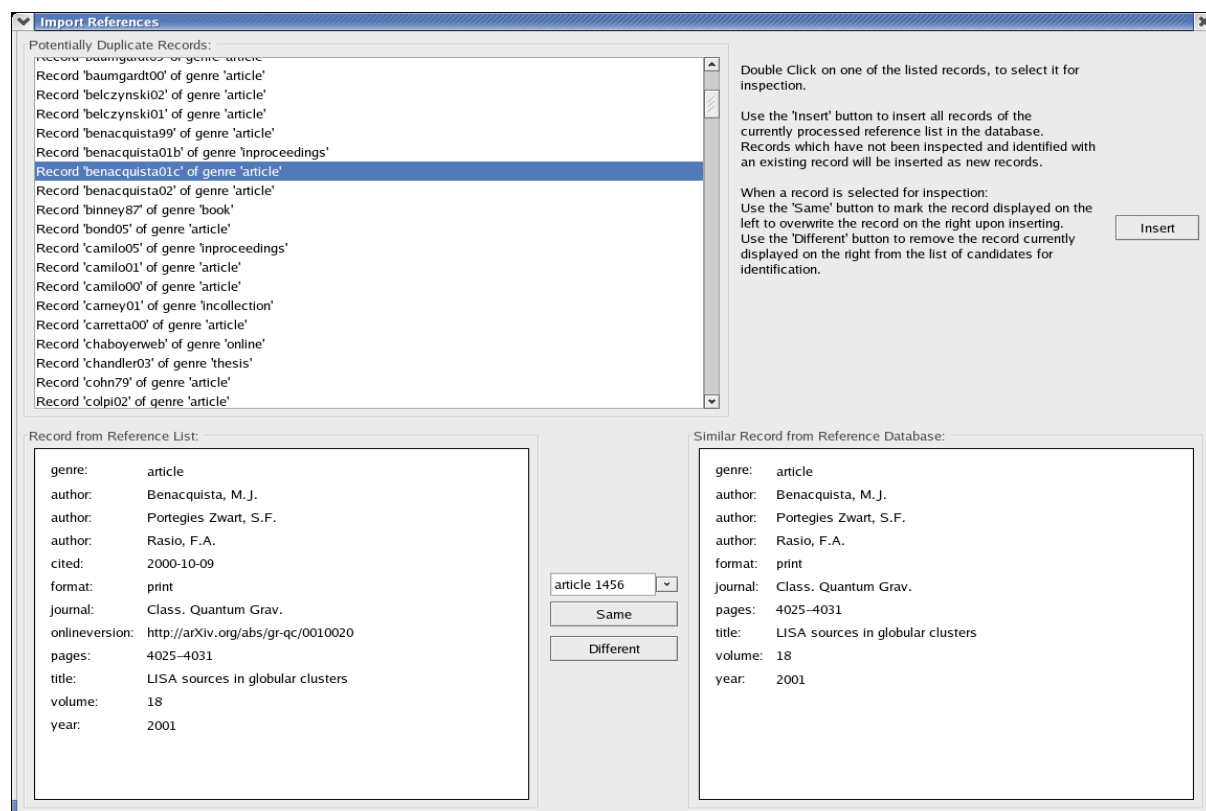 Import References
Potentially Duplicate Records:
Record 'baumgardt03' of genre 'article'
Record 'baumgardt00' of genre 'article'
Record 'belczynski02' of genre 'article'
Record 'belczynski01' of genre 'article'
Record 'benacquista99' of genre 'article'
Record 'benacquista01b' of genre 'inproceedings'
Record 'benacquista01c' of genre 'article'
Record 'benacquista02' of genre 'article'
Record 'binney87' of genre 'book'
Record 'bond05' of genre 'article'
Record 'camilo05' of genre 'inproceedings'
Record 'camilo01' of genre 'article'
Record 'camilo00' of genre 'article'
Record 'carney01' of genre 'incollection'
Record 'carretta00' of genre 'article'
Record 'chaboyerweb' of genre 'online'
Record 'chandler03' of genre 'thesis'
Record 'cohn79' of genre 'article'
Record 'colpi02' of genre 'article'
Double Click on one of the listed records, to select it for
inspection.
Use the 'Insert' button to insert all records of the
currently processed reference list in the database.
Records which have not been inspected and identified with
an existing record will be inserted as new records.
When a record is selected for inspection:
Use the 'Same' button to mark the record displayed on the
left to overwrite the record on the right upon inserting.
Use the 'Different' button to remove the record currently
displayed on the right from the list of candidates for
identification.
Insert
Record from Reference List:
genre: article
author: Benacquista, M.J.
author: Portegies Zwart, S.F.
author: Rasio, F.A.
cited: 2000-10-09
format: print
journal: Class. Quantum Grav.
onlineversion: http://arXiv.org/abs/gr-qc/0010020
pages: 4025–4031
title: LISA sources in globular clusters
volume: 18
year: 2001
article 1456
Same
Different
Similar Record from Reference Database:
genre: article
author: Benacquista, M.J.
author: Portegies Zwart, S.F.
author: Rasio, F.A.
format: print
journal: Class. Quantum Grav.
pages: 4025–4031
title: LISA sources in globular clusters
volume: 18
year: 2001